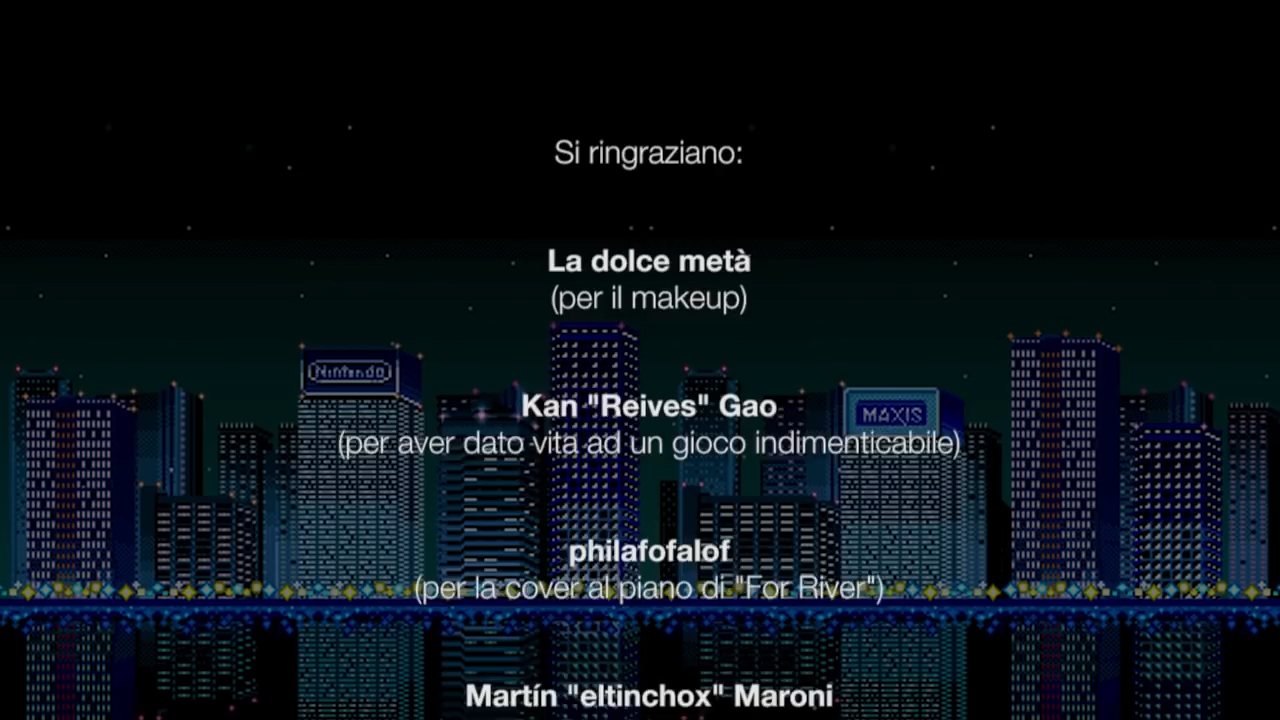 Si ringraziano:
La dolce metà
(per il makeup)
Nintendo
Kan "Reives" Gao
MAXIS
(per aver dato vita ad un gioco indimenticabile)
philafofalof
(per la cover al piano di "For River")
Martín "eltinchox" Maroni